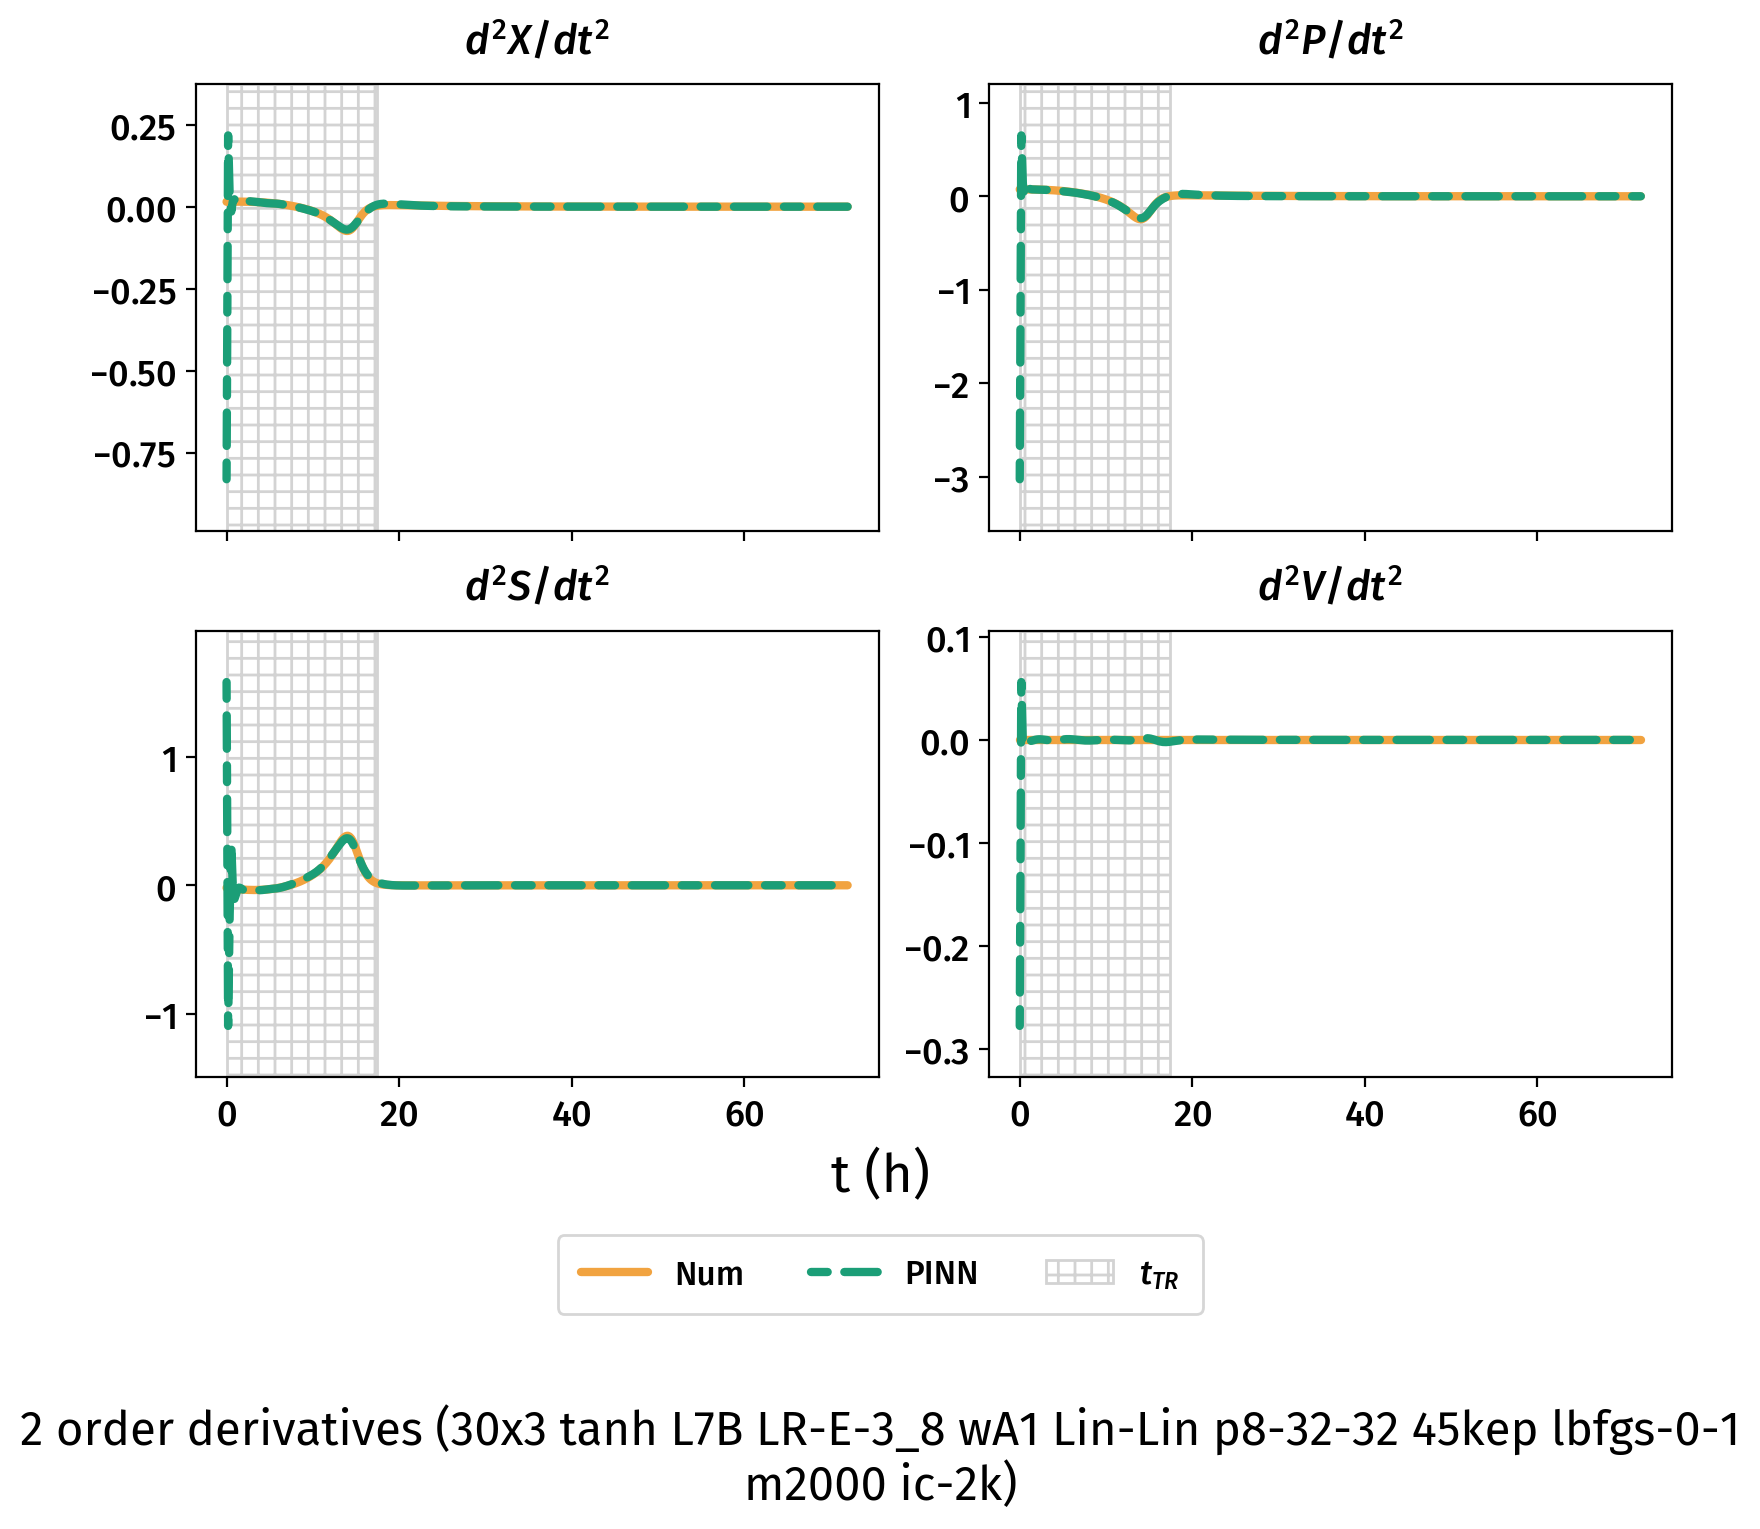 d²X/dt²
d²P/dt²
0.25
0.00
−0.25
−0.50
−0.75
1
0
−1
−2
−3
d²S/dt²
d²V/dt²
1
0
−1
0.1
0.0
−0.1
−0.2
−0.3
0 20 40 60
0 20 40 60
t (h)
Num PINN t_TR
2 order derivatives (30x3 tanh L7B LR-E-3_8 wA1 Lin-Lin p8-32-32 45kep lbfgs-0-1
m2000 ic-2k)